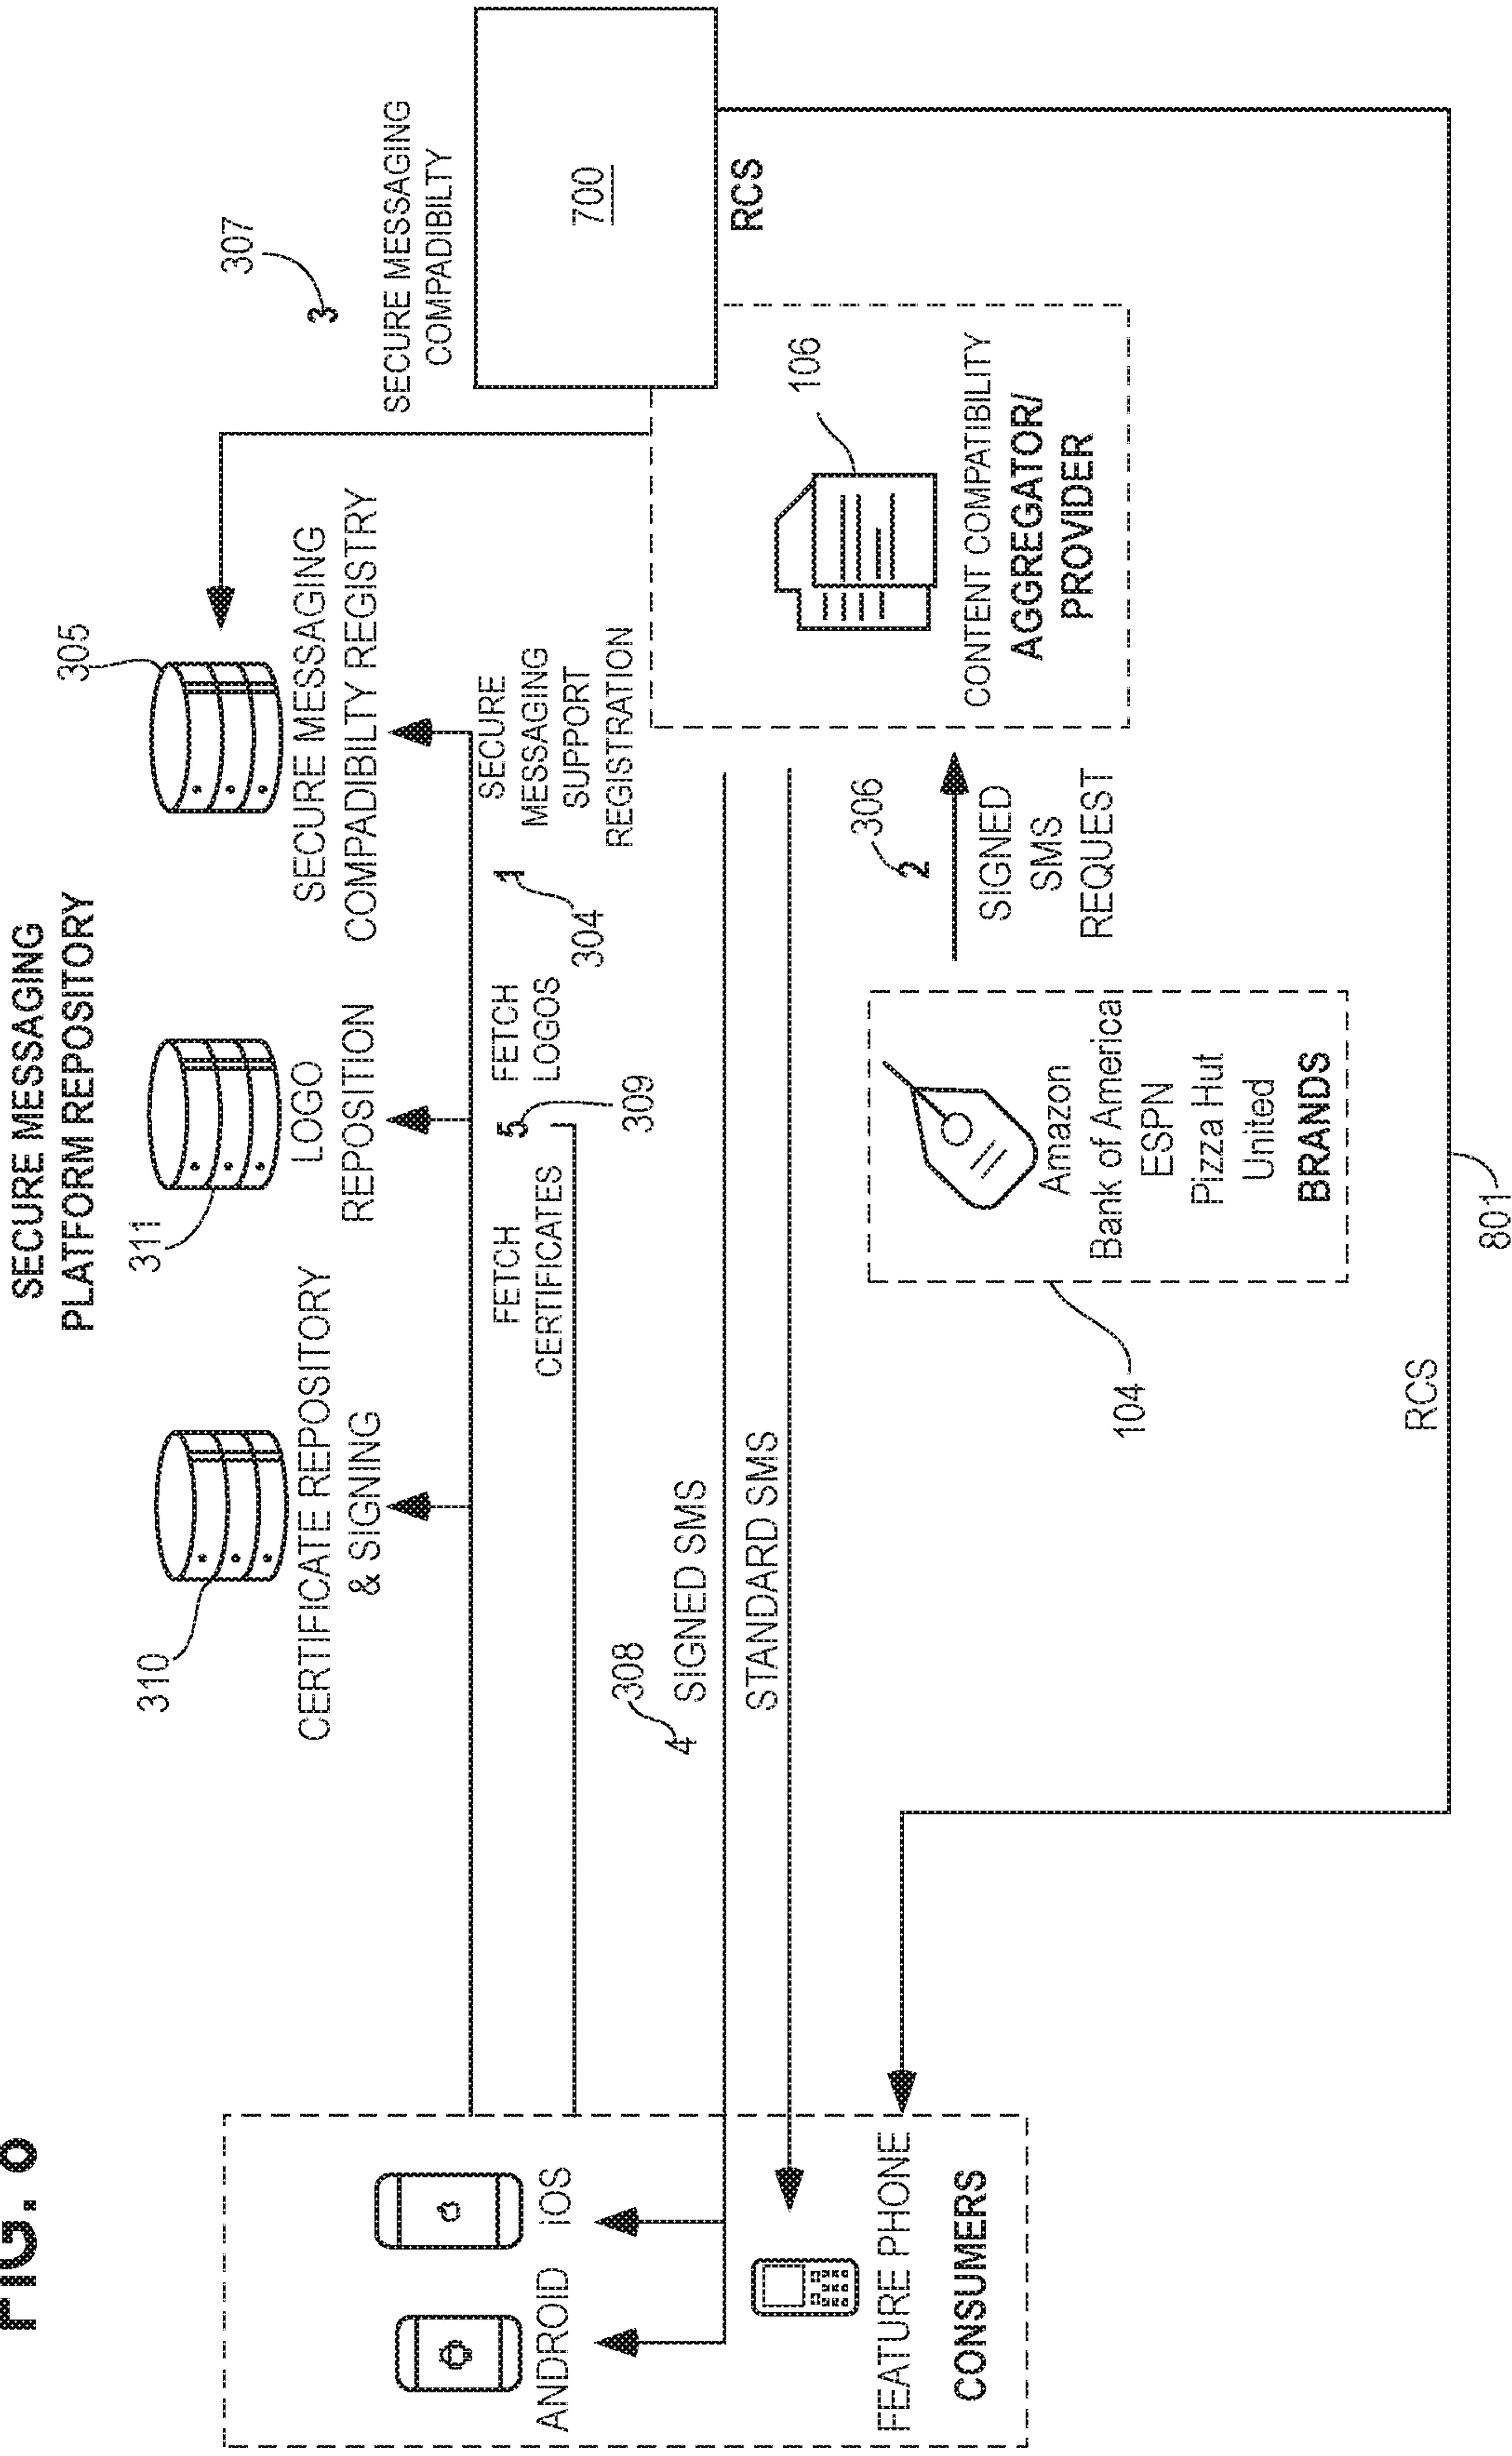 FIG. 8
SECURE MESSAGING
PLATFORM REPOSITORY
310
CERTIFICATE REPOSITORY
& SIGNING
311
LOGO
REPOSITION
305
SECURE MESSAGING
COMPADIBILTY REGISTRY
307
3
SECURE MESSAGING
COMPADIBILTY
700
RCS
FETCH
CERTIFICATES
5
309
FETCH
LOGOS
1
304
SECURE
MESSAGING
SUPPORT
REGISTRATION
308
4
SIGNED SMS
STANDARD SMS
ANDROID
iOS
FEATURE PHONE
CONSUMERS
104
Amazon
Bank of America
ESPN
Pizza Hut
United
BRANDS
306
2
SIGNED
SMS
REQUEST
106
CONTENT COMPATIBILITY
AGGREGATOR/
PROVIDER
RCS
801